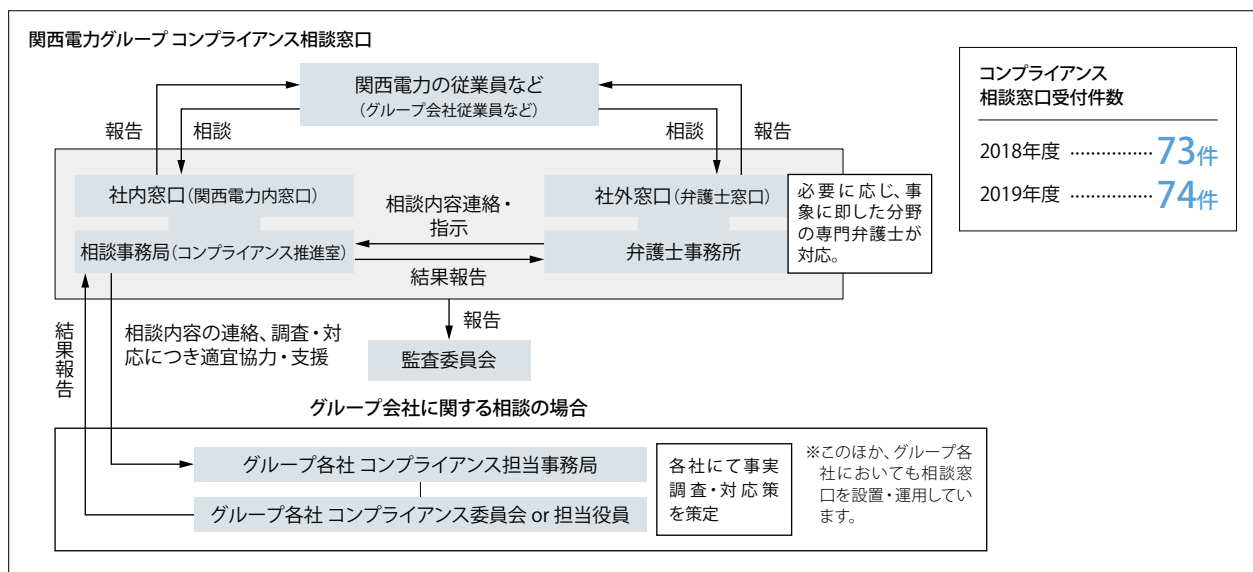 関西電力グループ コンプライアンス相談窓口
関西電力の従業員など
（グループ会社従業員など）
報告
相談
相談
報告
社内窓口（関西電力内窓口）
相談事務局（コンプライアンス推進室）
相談内容連絡・
指示
結果報告
社外窓口（弁護士窓口）
弁護士事務所
必要に応じ、事
象に即した分野
の専門弁護士が
対応。
報告
監査委員会
結果報告
相談内容の連絡、調査・対
応につき適宜協力・支援
グループ会社に関する相談の場合
グループ各社 コンプライアンス担当事務局
グループ各社 コンプライアンス委員会 or 担当役員
各社にて事実
調査・対応策
を策定
※このほか、グループ各
社においても相談窓
口を設置・運用してい
ます。
コンプライアンス
相談窓口受付件数
2018年度 ................ 73件
2019年度 ................ 74件